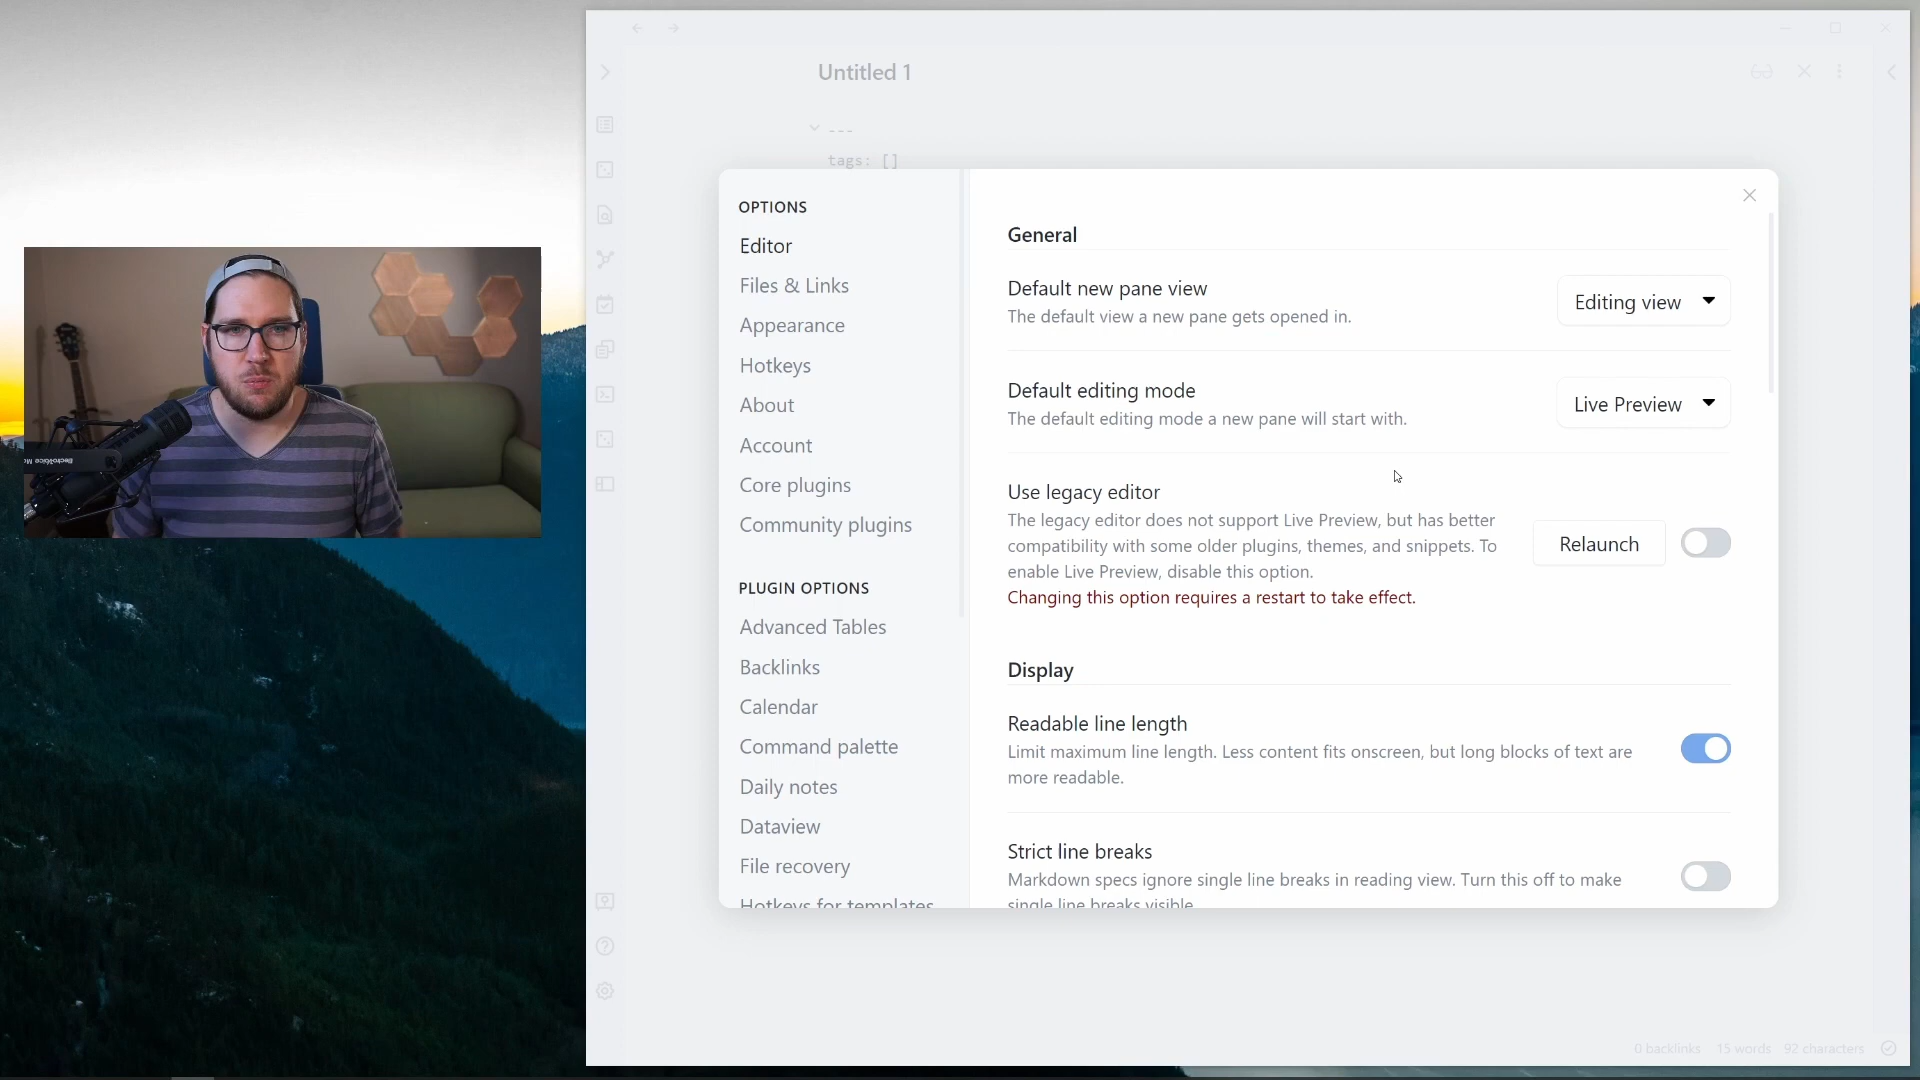 Untitled 1
---
tags: []
OPTIONS
Editor
Files & Links
Appearance
Hotkeys
About
Account
Core plugins
Community plugins
PLUGIN OPTIONS
Advanced Tables
Backlinks
Calendar
Command palette
Daily notes
Dataview
File recovery
Hotkeys for templates
General
Default new pane view
The default view a new pane gets opened in.
Editing view
Default editing mode
The default editing mode a new pane will start with.
Live Preview
Use legacy editor
The legacy editor does not support Live Preview, but has better
compatibility with some older plugins, themes, and snippets. To
enable Live Preview, disable this option.
Changing this option requires a restart to take effect.
Relaunch
Display
Readable line length
Limit maximum line length. Less content fits onscreen, but long blocks of text are
more readable.
Strict line breaks
Markdown specs ignore single line breaks in reading view. Turn this off to make
single line breaks visible.
0 backlinks 15 words 92 characters